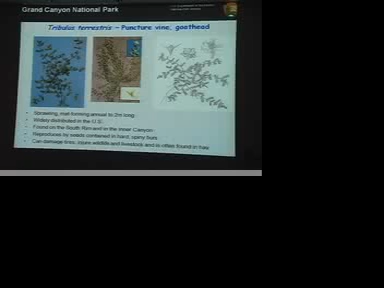 Grand Canyon National Park
Tribulus terrestris – Puncture vine, goathead
Sprawling, mat forming annual to 2m long
Widely distributed in the U.S.
Found on the South Rim and in the Inner Canyon
Reproduces by seeds contained in hard, spiny burs
Can damage tires, injure wildlife and livestock and is often found in hay